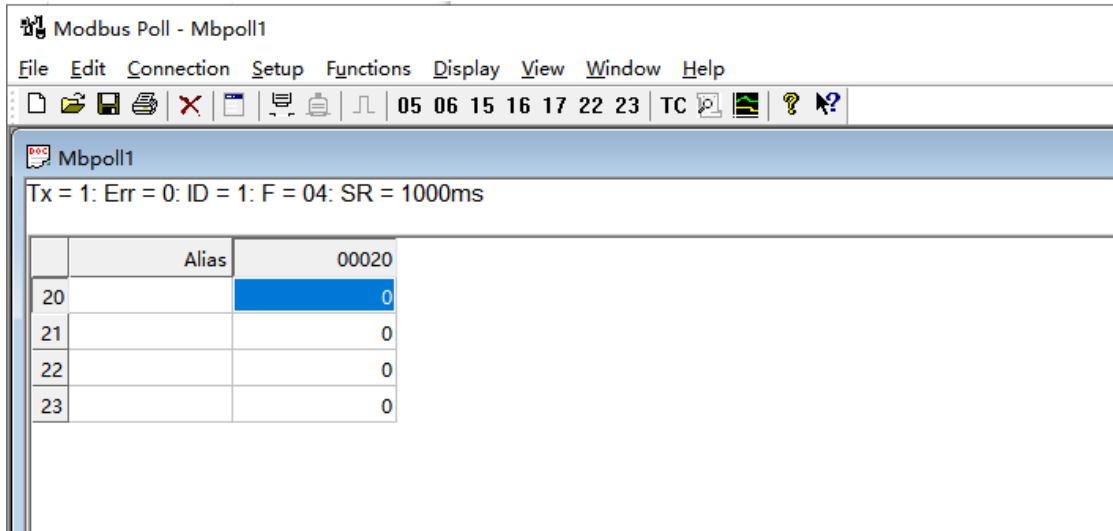 Modbus Poll - Mbpoll1
File Edit Connection Setup Functions Display View Window Help
05 06 15 16 17 22 23 TC
Mbpoll1
Tx = 1: Err = 0: ID = 1: F = 04: SR = 1000ms
Alias 00020
20 0
21 0
22 0
23 0